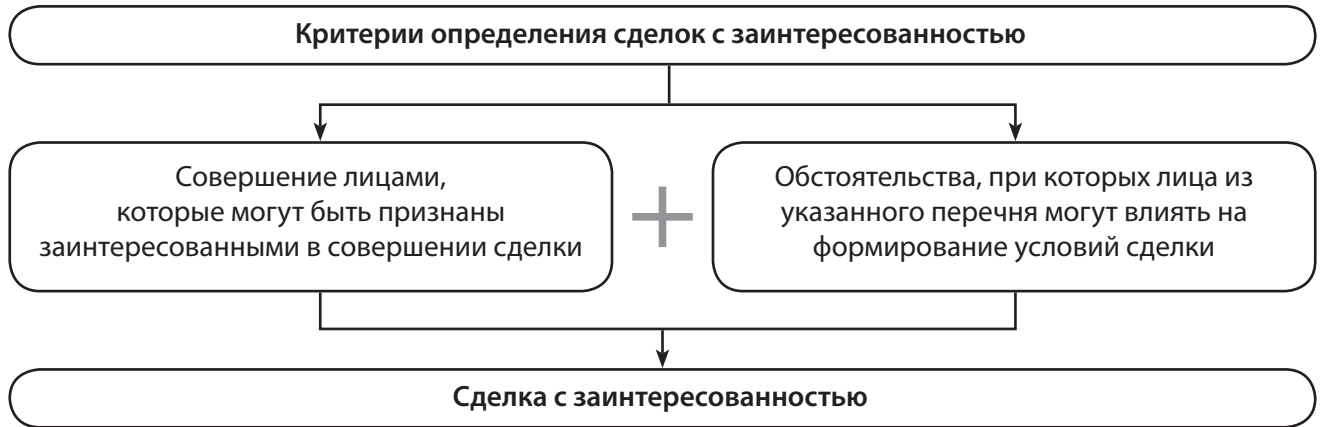 Критерии определения сделок с заинтересованностью
Совершение лицами,
которые могут быть признаны
заинтересованными в совершении сделки
+
Обстоятельства, при которых лица из
указанного перечня могут влиять на
формирование условий сделки
Сделка с заинтересованностью